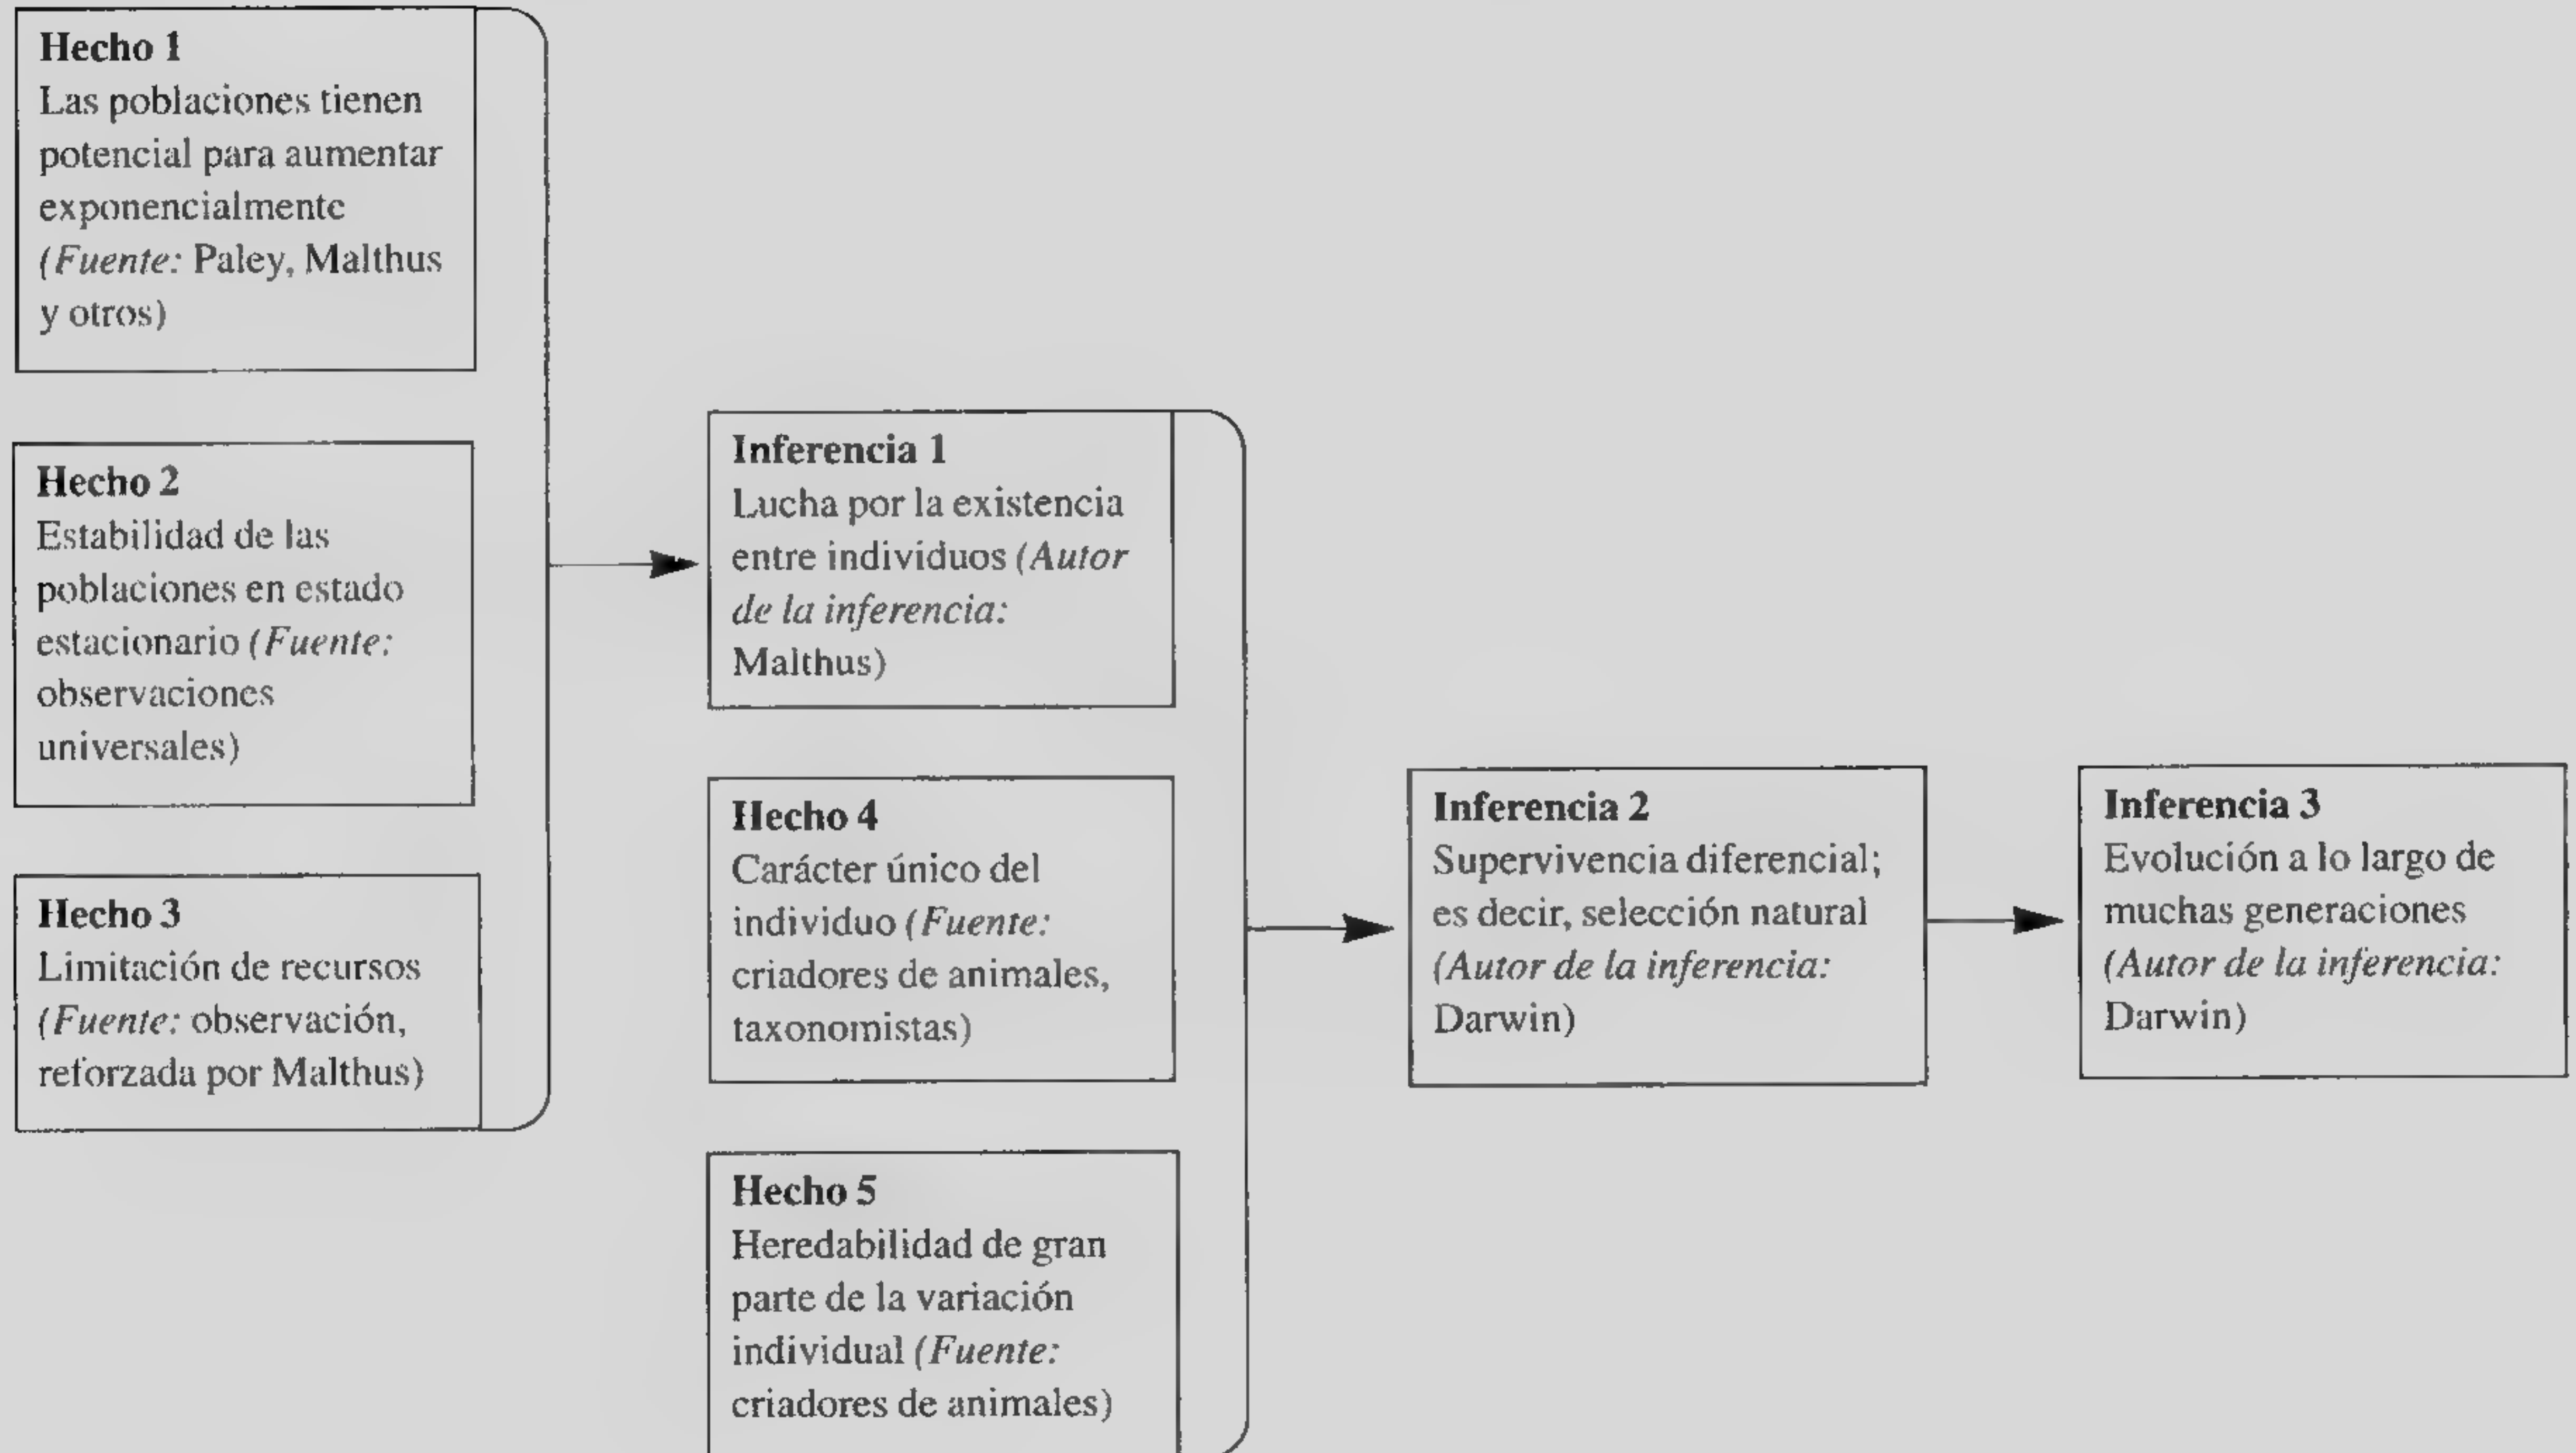 Hecho 1
Las poblaciones tienen
potencial para aumentar
exponencialmente
(Fuente: Paley, Malthus
y otros)
Hecho 2
Estabilidad de las
poblaciones en estado
estacionario (Fuente:
observaciones
universales)
Hecho 3
Limitación de recursos
(Fuente: observación,
reforzada por Malthus)
Inferencia 1
Lucha por la existencia
entre individuos (Autor
de la inferencia:
Malthus)
Hecho 4
Carácter único del
individuo (Fuente:
criadores de animales,
taxonomistas)
Hecho 5
Heredabilidad de gran
parte de la variación
individual (Fuente:
criadores de animales)
Inferencia 2
Supervivencia diferencial;
es decir, selección natural
(Autor de la inferencia:
Darwin)
Inferencia 3
Evolución a lo largo de
muchas generaciones
(Autor de la inferencia:
Darwin)